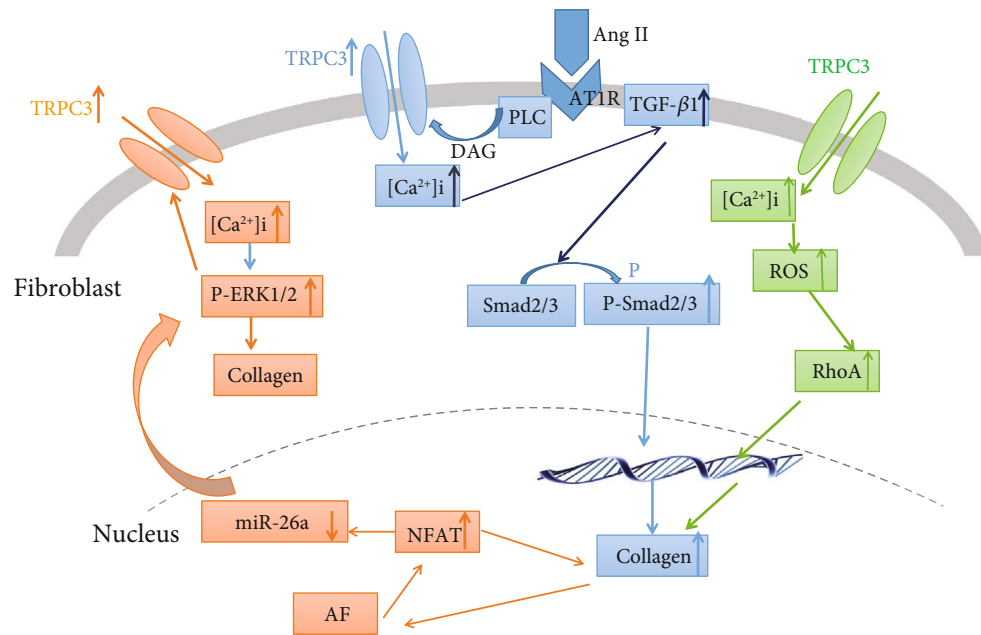 Ang II
TRPC3
TRPC3
TRPC3
AT1R
TGF-β1
PLC
DAG
[Ca²⁺]i
[Ca²⁺]i
[Ca²⁺]i
ROS
Fibroblast
P-ERK1/2
P
Smad2/3
P-Smad2/3
Collagen
RhoA
Nucleus
miR-26a
NFAT
Collagen
AF